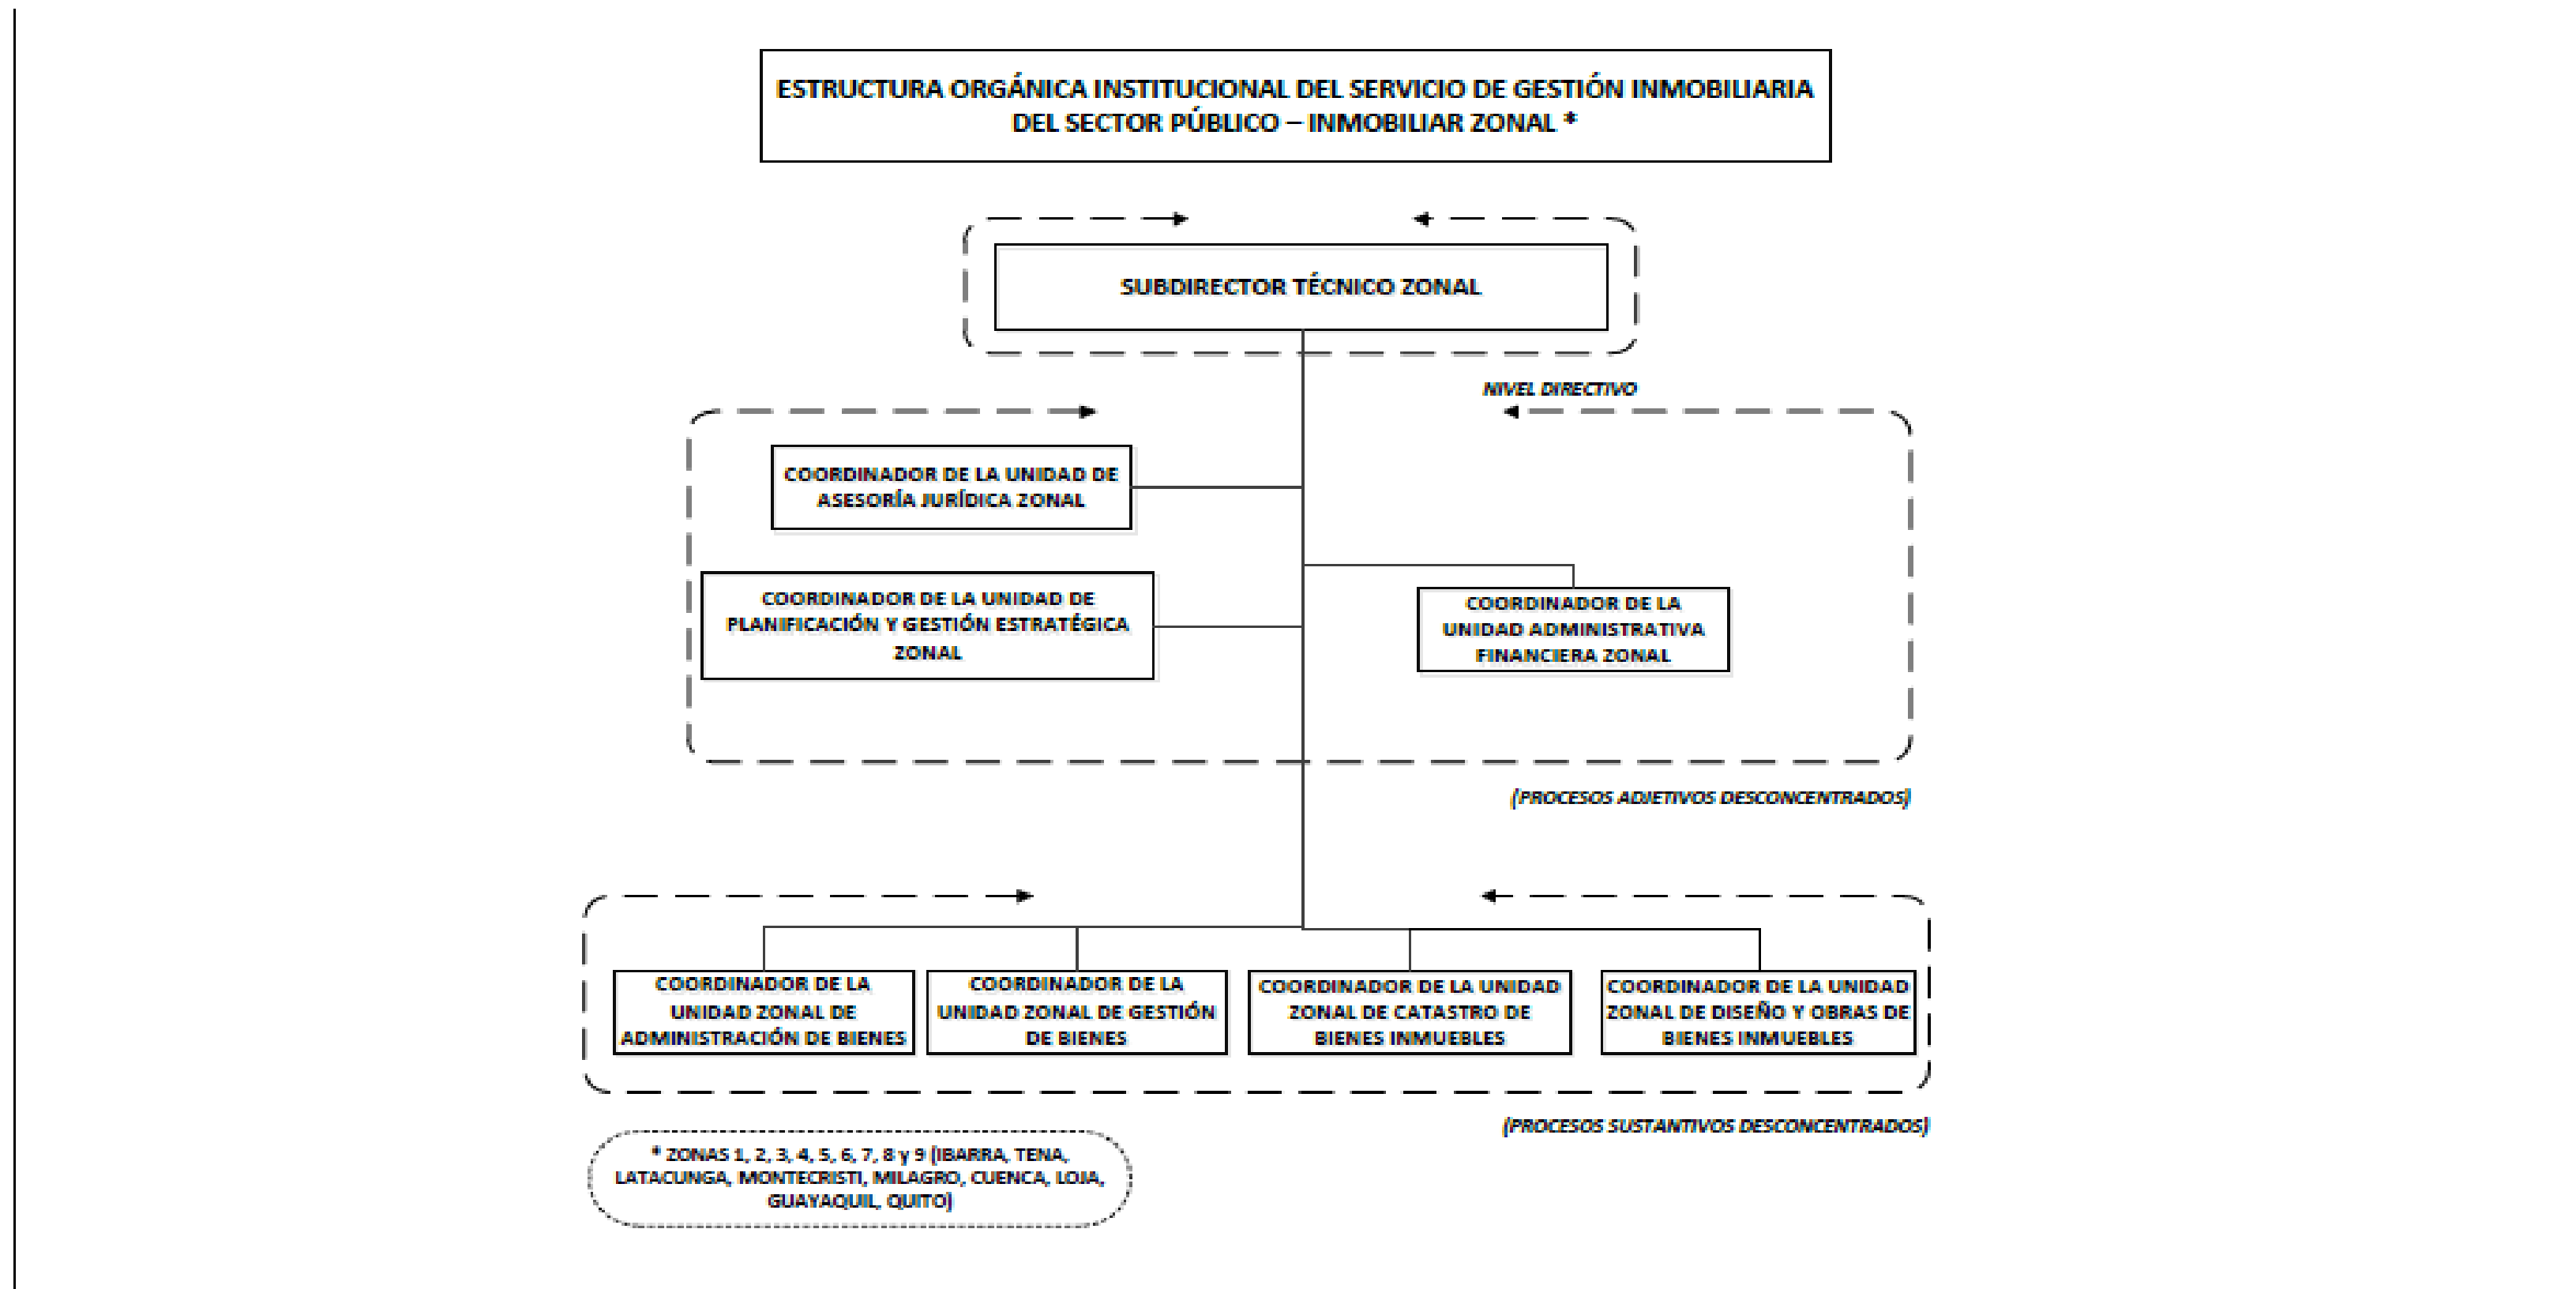 ESTRUCTURA ORGÁNICA INSTITUCIONAL DEL SERVICIO DE GESTIÓN INMOBILIARIA
DEL SECTOR PÚBLICO – INMOBILIAR ZONAL *
SUBDIRECTOR TÉCNICO ZONAL
NIVEL DIRECTIVO
COORDINADOR DE LA UNIDAD DE
ASESORÍA JURÍDICA ZONAL
COORDINADOR DE LA UNIDAD DE
PLANIFICACIÓN Y GESTIÓN ESTRATÉGICA
ZONAL
COORDINADOR DE LA
UNIDAD ADMINISTRATIVA
FINANCIERA ZONAL
(PROCESOS ADJETIVOS DESCONCENTRADOS)
COORDINADOR DE LA
UNIDAD ZONAL DE
ADMINISTRACIÓN DE BIENES
COORDINADOR DE LA
UNIDAD ZONAL DE GESTIÓN
DE BIENES
COORDINADOR DE LA UNIDAD
ZONAL DE CATASTRO DE
BIENES INMUEBLES
COORDINADOR DE LA UNIDAD
ZONAL DE DISEÑO Y OBRAS DE
BIENES INMUEBLES
(PROCESOS SUSTANTIVOS DESCONCENTRADOS)
* ZONAS 1, 2, 3, 4, 5, 6, 7, 8 y 9 (IBARRA, TENA,
LATACUNGA, MONTECRISTI, MILAGRO, CUENCA, LOJA,
GUAYAQUIL, QUITO)